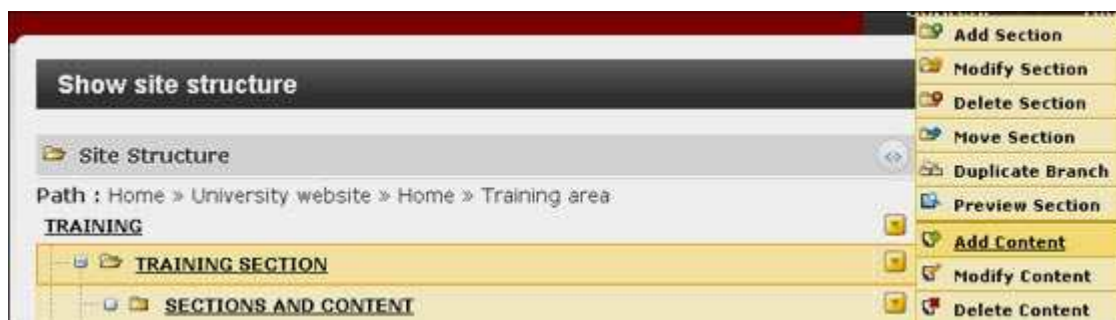 Show site structure
Site Structure
Path : Home » University website » Home » Training area
TRAINING
TRAINING SECTION
SECTIONS AND CONTENT
Add Section
Modify Section
Delete Section
Move Section
Duplicate Branch
Preview Section
Add Content
Modify Content
Delete Content